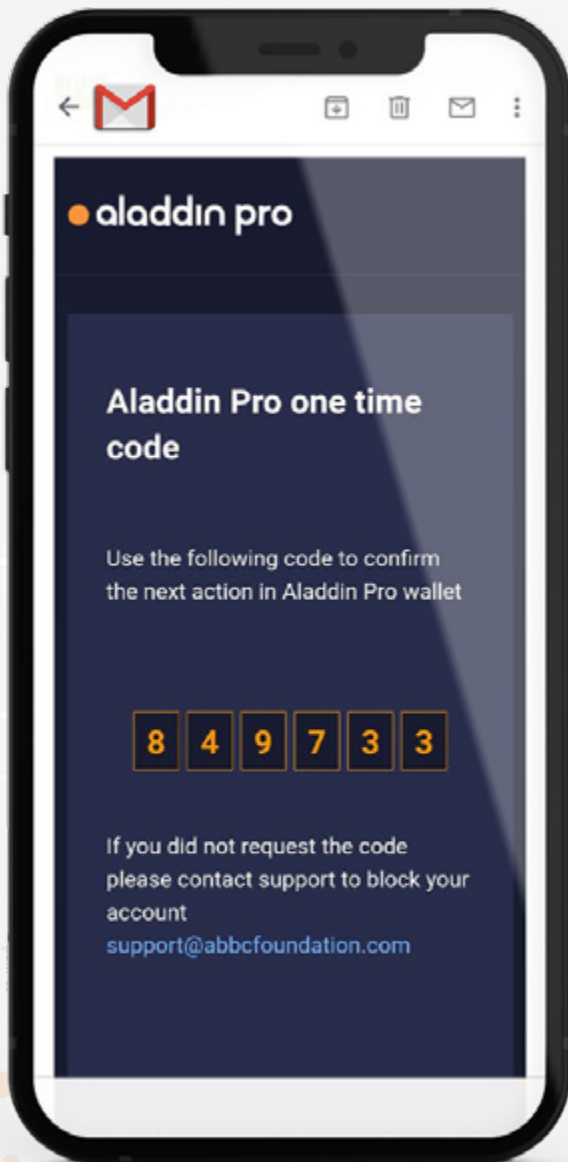 aladdin pro
Aladdin Pro one time
code
Use the following code to confirm
the next action in Aladdin Pro wallet
8 4 9 7 3 3
If you did not request the code
please contact support to block your
account
support@abbcfoundation.com